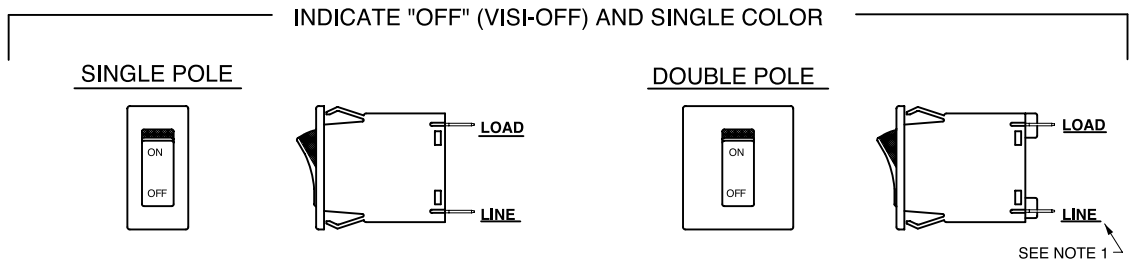 INDICATE "OFF" (VISI-OFF) AND SINGLE COLOR
SINGLE POLE
ON
OFF
LOAD
LINE
DOUBLE POLE
ON
OFF
LOAD
LINE
SEE NOTE 1